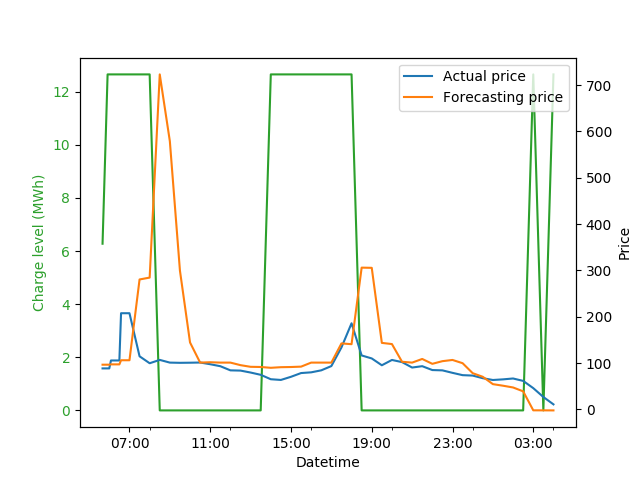 Actual price
Forecasting price
12
10
8
6
4
2
0
Charge level (MWh)
700
600
500
400
300
200
100
0
Price
07:00 11:00 15:00 19:00 23:00 03:00
Datetime